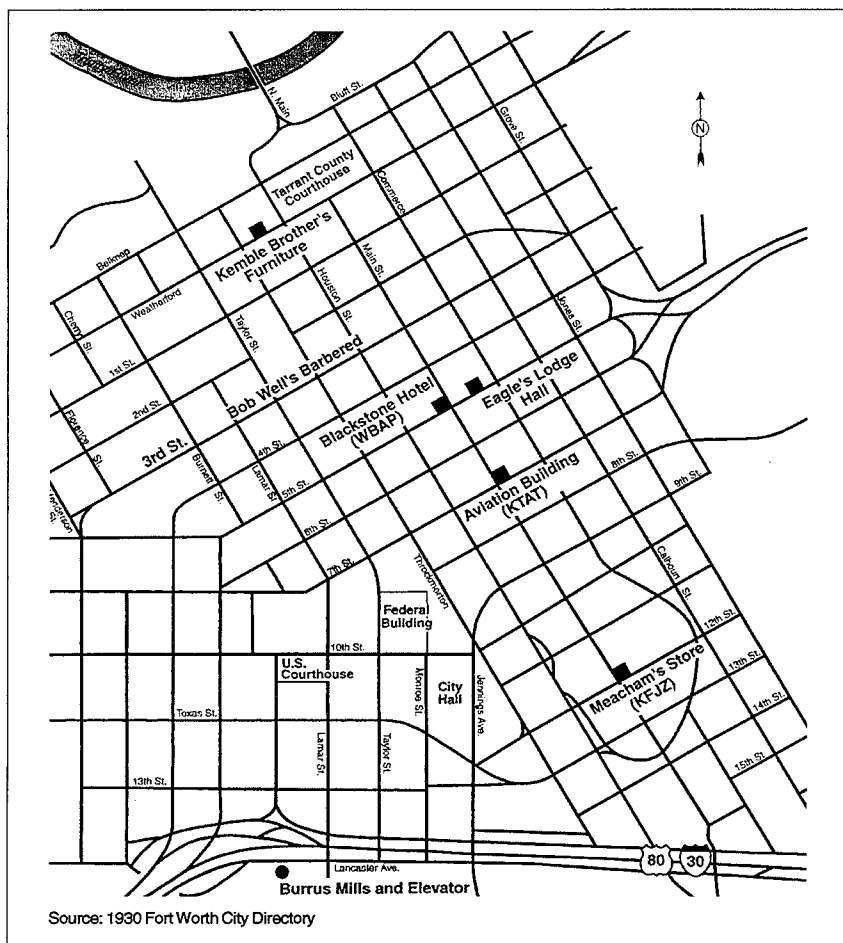 N. Main
Bluff St.
Grove St.
N
Tarrant County
Courthouse
Commerce
Belknap
Kemble Brother's
Furniture
Main St.
Houston St.
Weatherford
Cherry St.
Taylor St.
1st St.
Jones St.
Bob Well's Barbered
2nd St.
Blackstone Hotel
(WBAP)
Eagle's Lodge
Hall
Florence St.
3rd St.
4th St.
Burnett St.
Lamar St.
5th St.
Aviation Building
(KTAT)
8th St.
9th St.
6th St.
7th St.
Throckmorton
Calhoun St.
Federal
Building
12th St.
10th St.
U.S.
Courthouse
Monroe St.
City
Hall
Jennings Ave.
Meacham's Store
(KFJZ)
13th St.
14th St.
Texas St.
Lamar St.
Taylor St.
15th St.
13th St.
80
30
Lancaster Ave.
Burrus Mills and Elevator
Source: 1930 Fort Worth City Directory